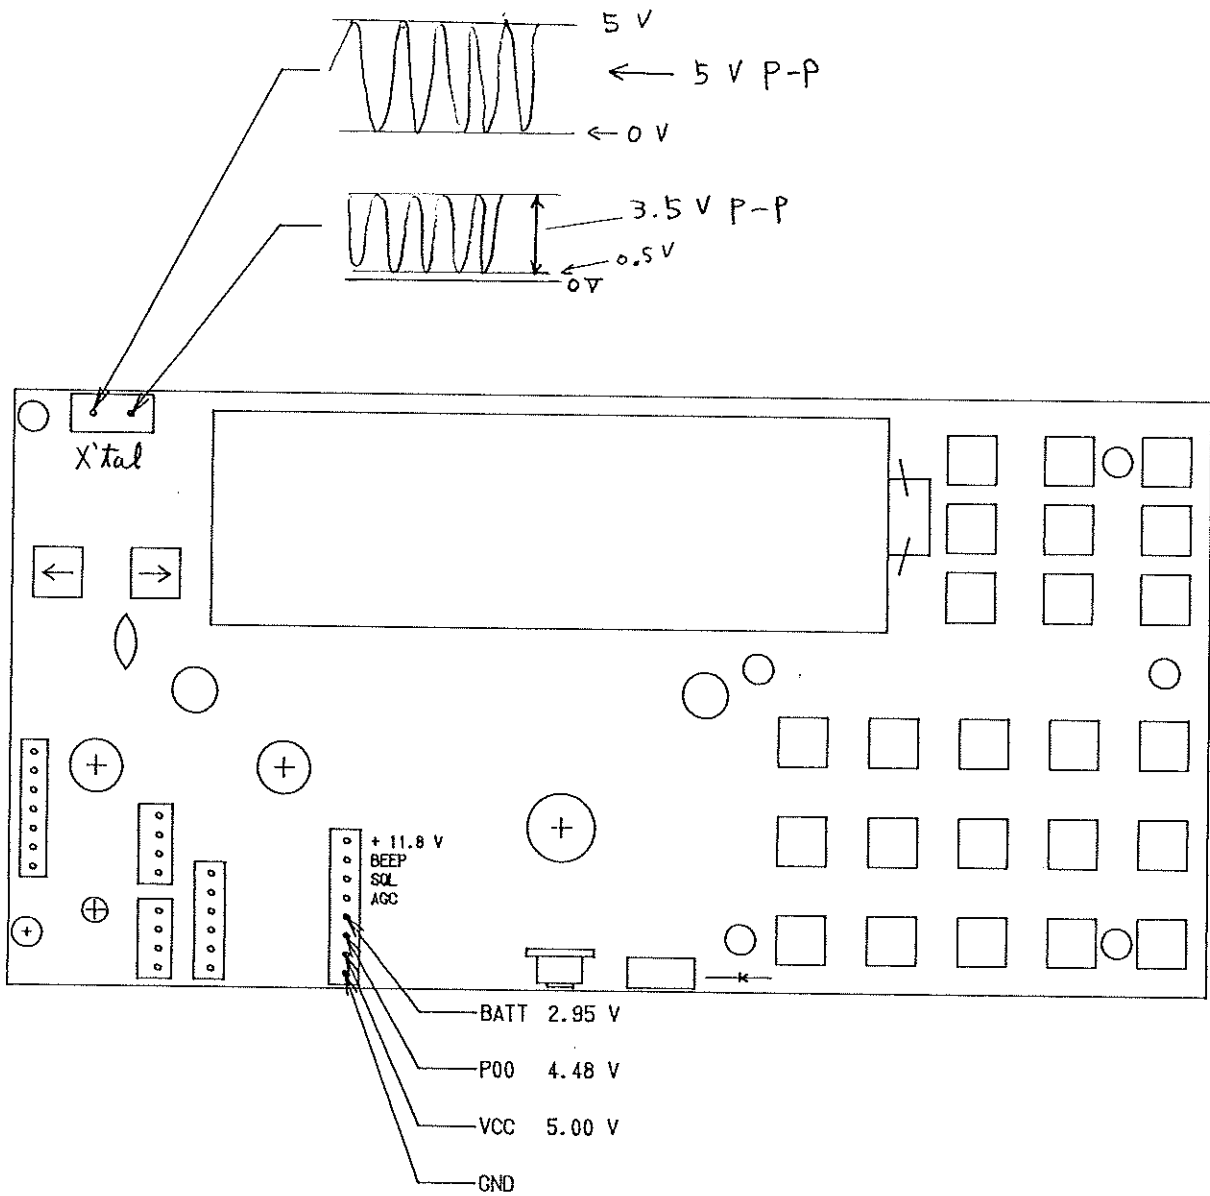 5 V
← 5 V P-P
← 0 V
3.5 V P-P
0.5 V
0V
X'tal
← →
+ 11.8 V
BEEP
SQL
AGC
BATT 2.95 V
P00 4.48 V
VCC 5.00 V
GND